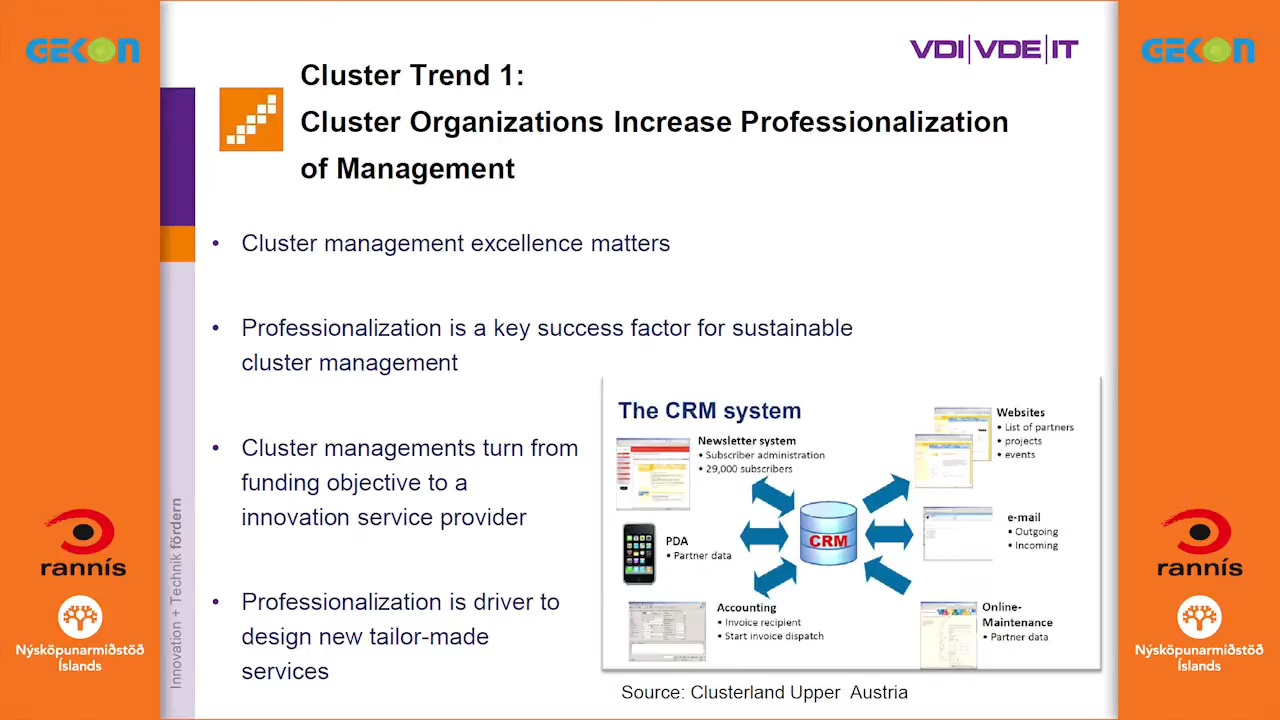 GEKON
VDI|VDE|IT
GEKON
Cluster Trend 1:
Cluster Organizations Increase Professionalization
of Management
• Cluster management excellence matters
• Professionalization is a key success factor for sustainable
cluster management
• Cluster managements turn from
funding objective to a
innovation service provider
• Professionalization is driver to
design new tailor-made
services
The CRM system
Newsletter system
• Subscriber administration
• 29,000 subscribers
Websites
• List of partners
• projects
• events
PDA
• Partner data
CRM
e-mail
• Outgoing
• Incoming
Accounting
• Invoice recipient
• Start invoice dispatch
Online-
Maintenance
• Partner data
Source: Clusterland Upper Austria
Innovation + Technik fördern
rannís
Nýsköpunarmiðstöð
Íslands
rannís
Nýsköpunarmiðstöð
Íslands